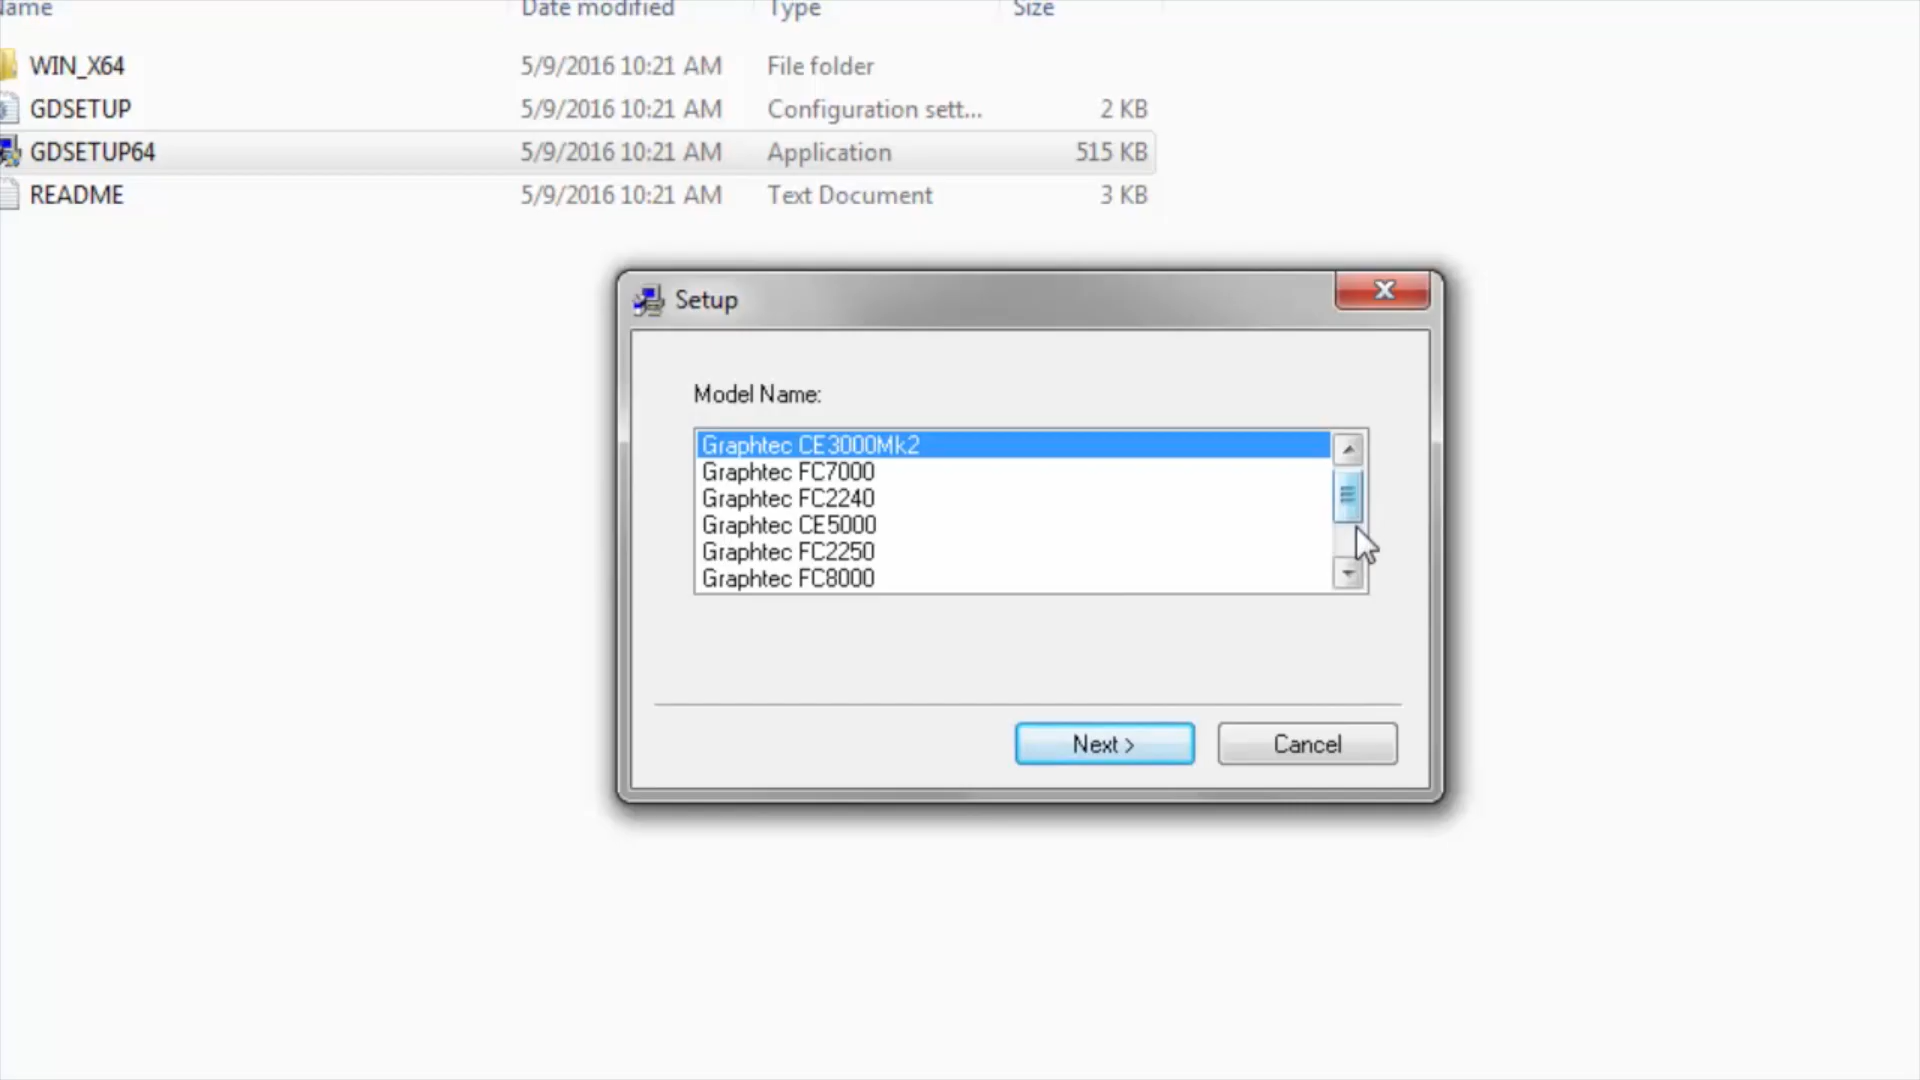 Date modified Type Size
WIN_X64 5/9/2016 10:21 AM File folder
GDSETUP 5/9/2016 10:21 AM Configuration sett... 2 KB
GDSETUP64 5/9/2016 10:21 AM Application 515 KB
README 5/9/2016 10:21 AM Text Document 3 KB
Setup
Model Name:
Graphtec CE3000Mk2
Graphtec FC7000
Graphtec FC2240
Graphtec CE5000
Graphtec FC2250
Graphtec FC8000
Next >
Cancel